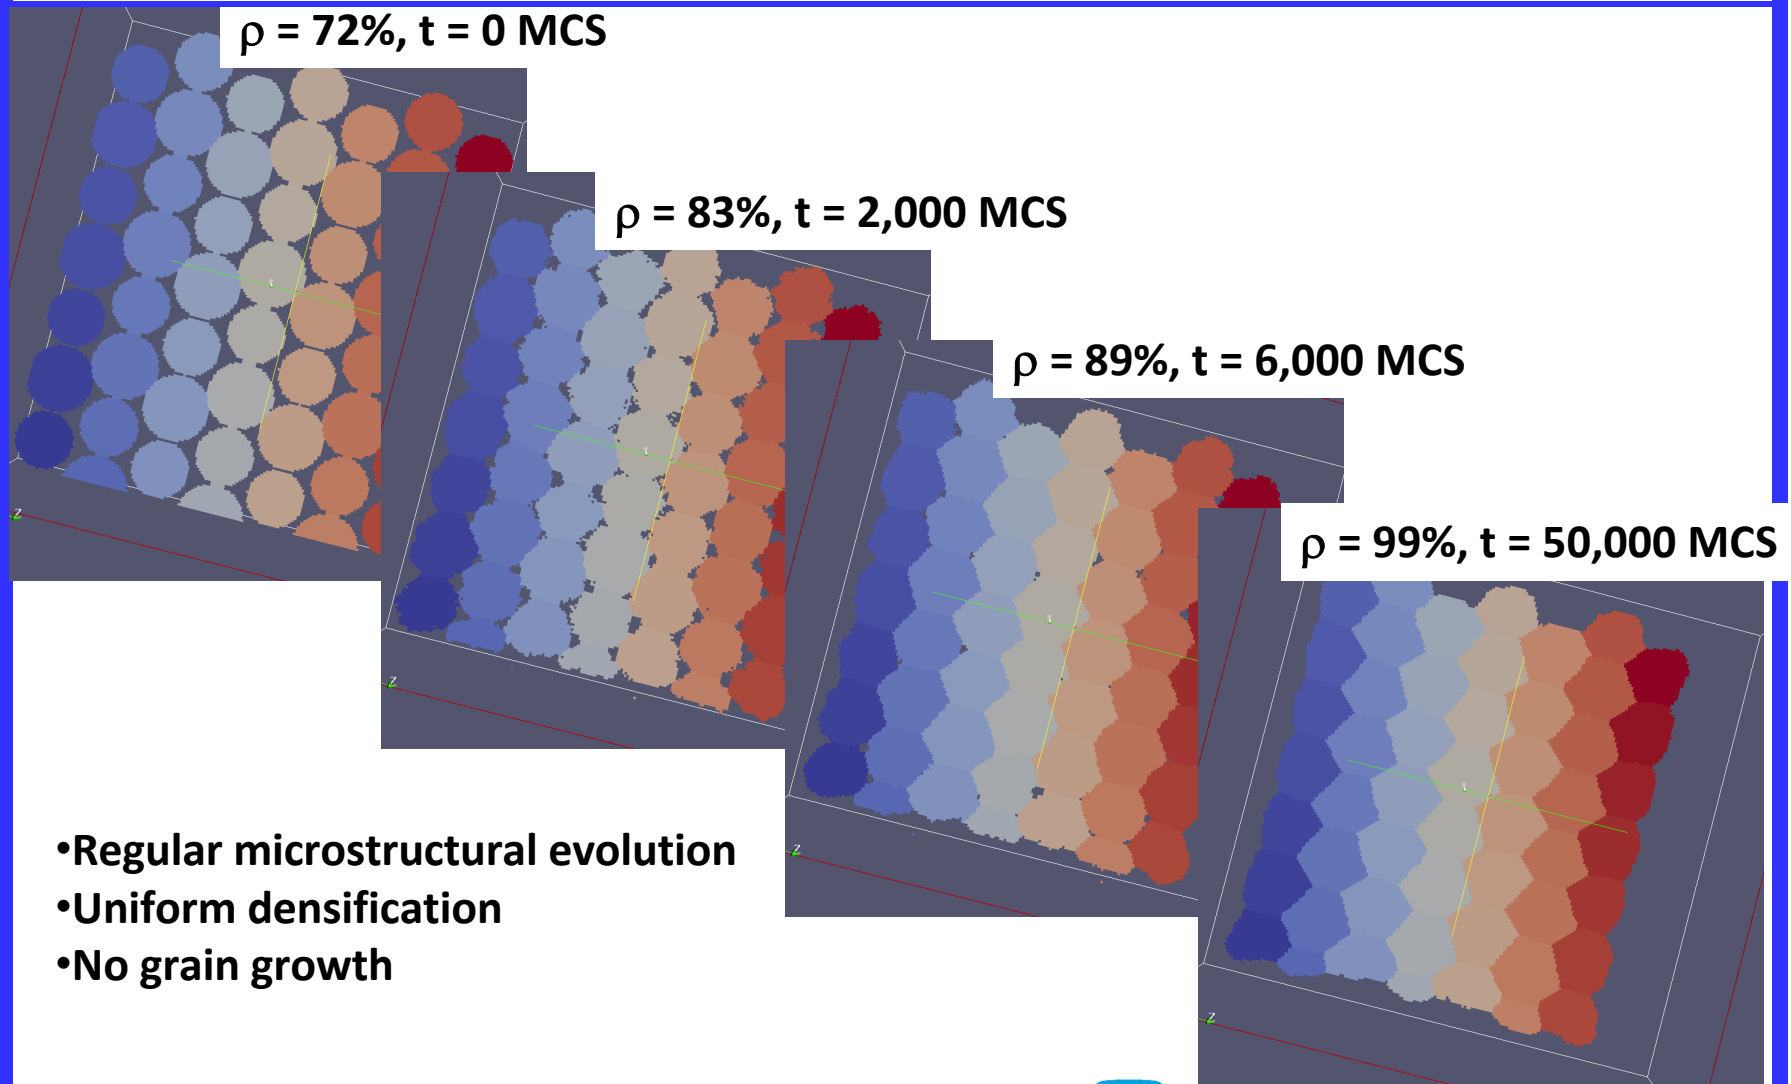 ρ = 72%, t = 0 MCS
ρ = 83%, t = 2,000 MCS
ρ = 89%, t = 6,000 MCS
ρ = 99%, t = 50,000 MCS
•Regular microstructural evolution
•Uniform densification
•No grain growth
Z
Z
Z
Z